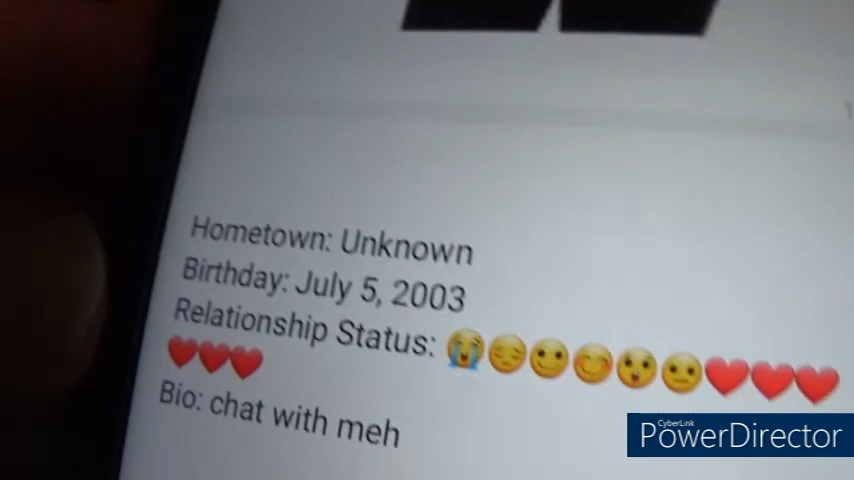 Hometown: Unknown
Birthday: July 5, 2003
Relationship Status: 😭😔🙂😊😮😐❤❤❤
❤❤❤
Bio: chat with meh
CyberLink
PowerDirector